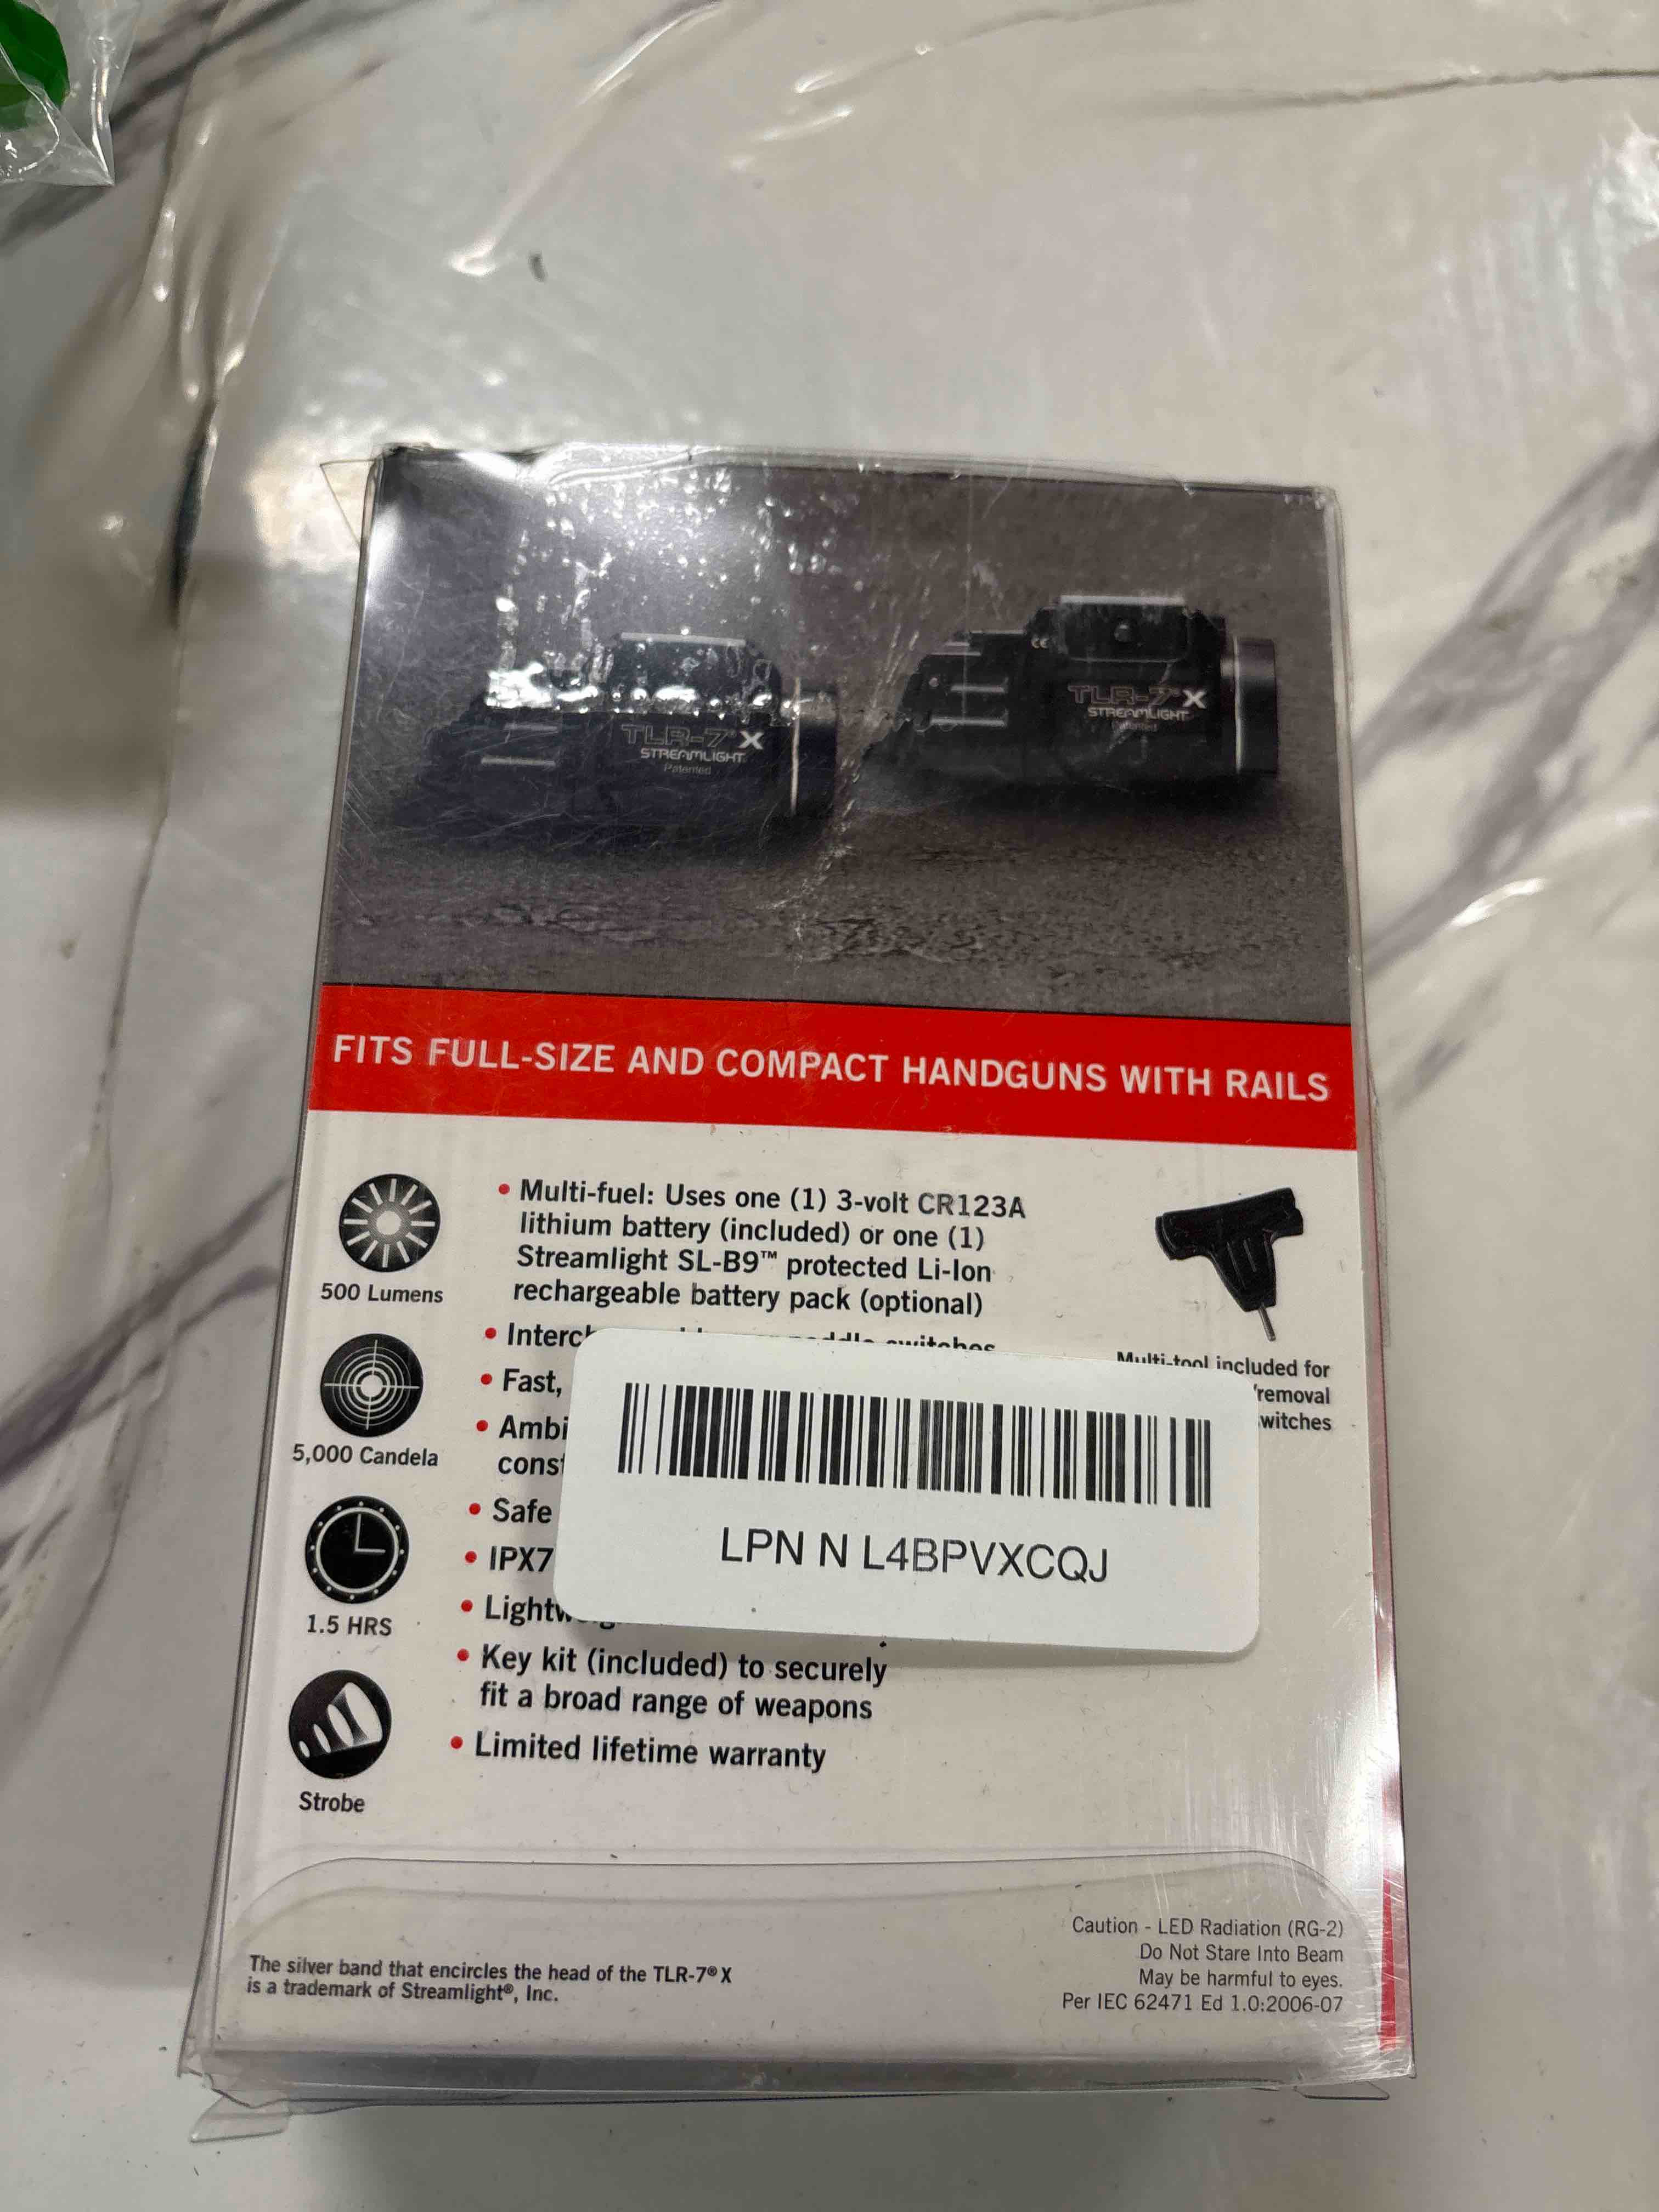 CE
TLR-7® X
STREAMLIGHT
Patented
TLR-7® X
STREAMLIGHT
Patented
FITS FULL-SIZE AND COMPACT HANDGUNS WITH RAILS
500 Lumens
5,000 Candela
1.5 HRS
Strobe
• Multi-fuel: Uses one (1) 3-volt CR123A
lithium battery (included) or one (1)
Streamlight SL-B9™ protected Li-Ion
rechargeable battery pack (optional)
• switches
• Fast,
•
• Safe
• IPX7
•
• Key kit (included) to securely
fit a broad range of weapons
• Limited lifetime warranty
Multi-tool included for
removal
LPN N L4BPVXCQJ
The silver band that encircles the head of the TLR-7® X
is a trademark of Streamlight®, Inc.
Caution - LED Radiation (RG-2)
Do Not Stare Into Beam
May be harmful to eyes.
Per IEC 62471 Ed 1.0:2006-07